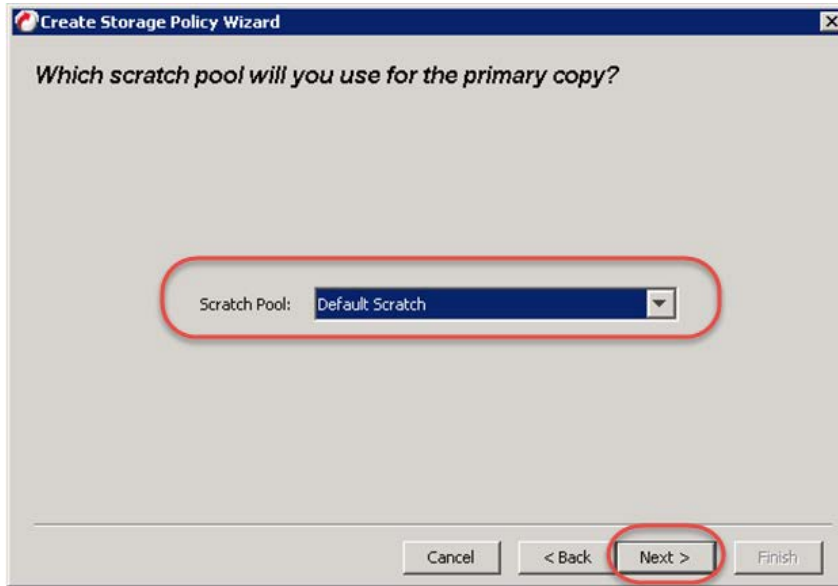 Create Storage Policy Wizard
Which scratch pool will you use for the primary copy?
Scratch Pool: Default Scratch
Cancel < Back Next > Finish